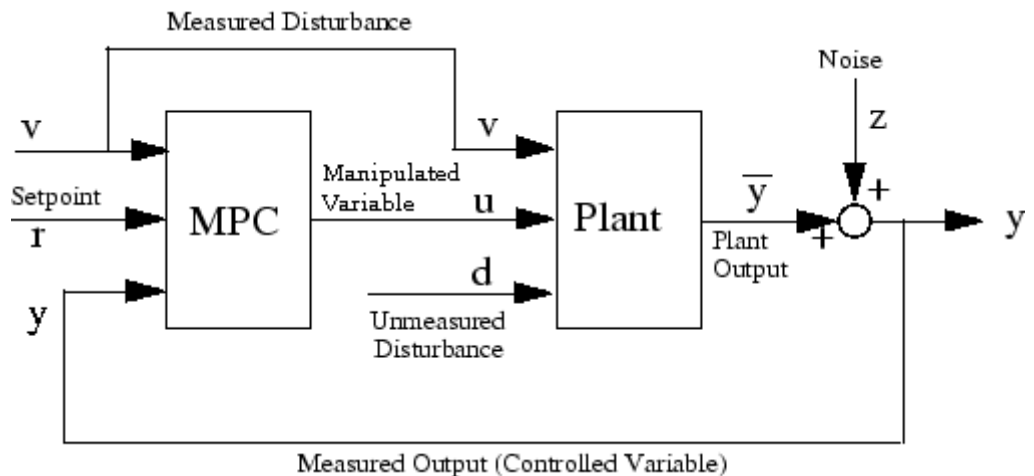 Measured Disturbance
Noise
v
v
z
Setpoint
Manipulated
Variable
y̅
+
MPC
u
Plant
y
r
+
Plant
Output
d
y
Unmeasured
Disturbance
Measured Output (Controlled Variable)